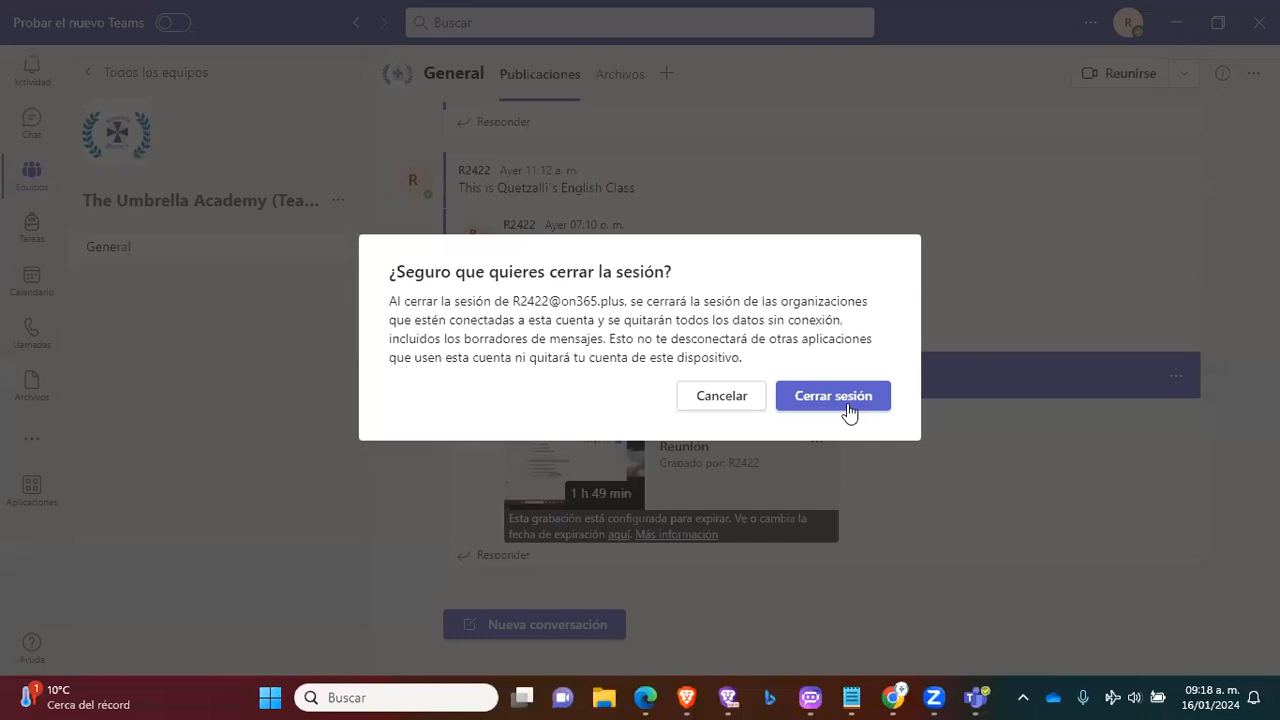 Probar el nuevo Teams
Buscar
R
Actividad
Chat
Equipos
Tareas
Calendario
Llamadas
Archivos
Aplicaciones
Ayuda
Todos los equipos
The Umbrella Academy (Tea...
General
General
Publicaciones
Archivos
Reunirse
Responder
R
R2422 Ayer 11:12 a. m.
This is Quetzalli´s English Class
R2422 Ayer 07:10 p. m.
¿Seguro que quieres cerrar la sesión?
Al cerrar la sesión de R2422@on365.plus, se cerrará la sesión de las organizaciones
que estén conectadas a esta cuenta y se quitarán todos los datos sin conexión,
incluidos los borradores de mensajes. Esto no te desconectará de otras aplicaciones
que usen esta cuenta ni quitará tu cuenta de este dispositivo.
Cancelar
Cerrar sesión
Reunión
Grabado por: R2422
1 h 49 min
Esta grabación está configurada para expirar. Ve o cambia la
fecha de expiración aquí. Más información
Responder
Nueva conversación
1
10°C
Cerca del récord
Buscar
09:18 a. m.
16/01/2024